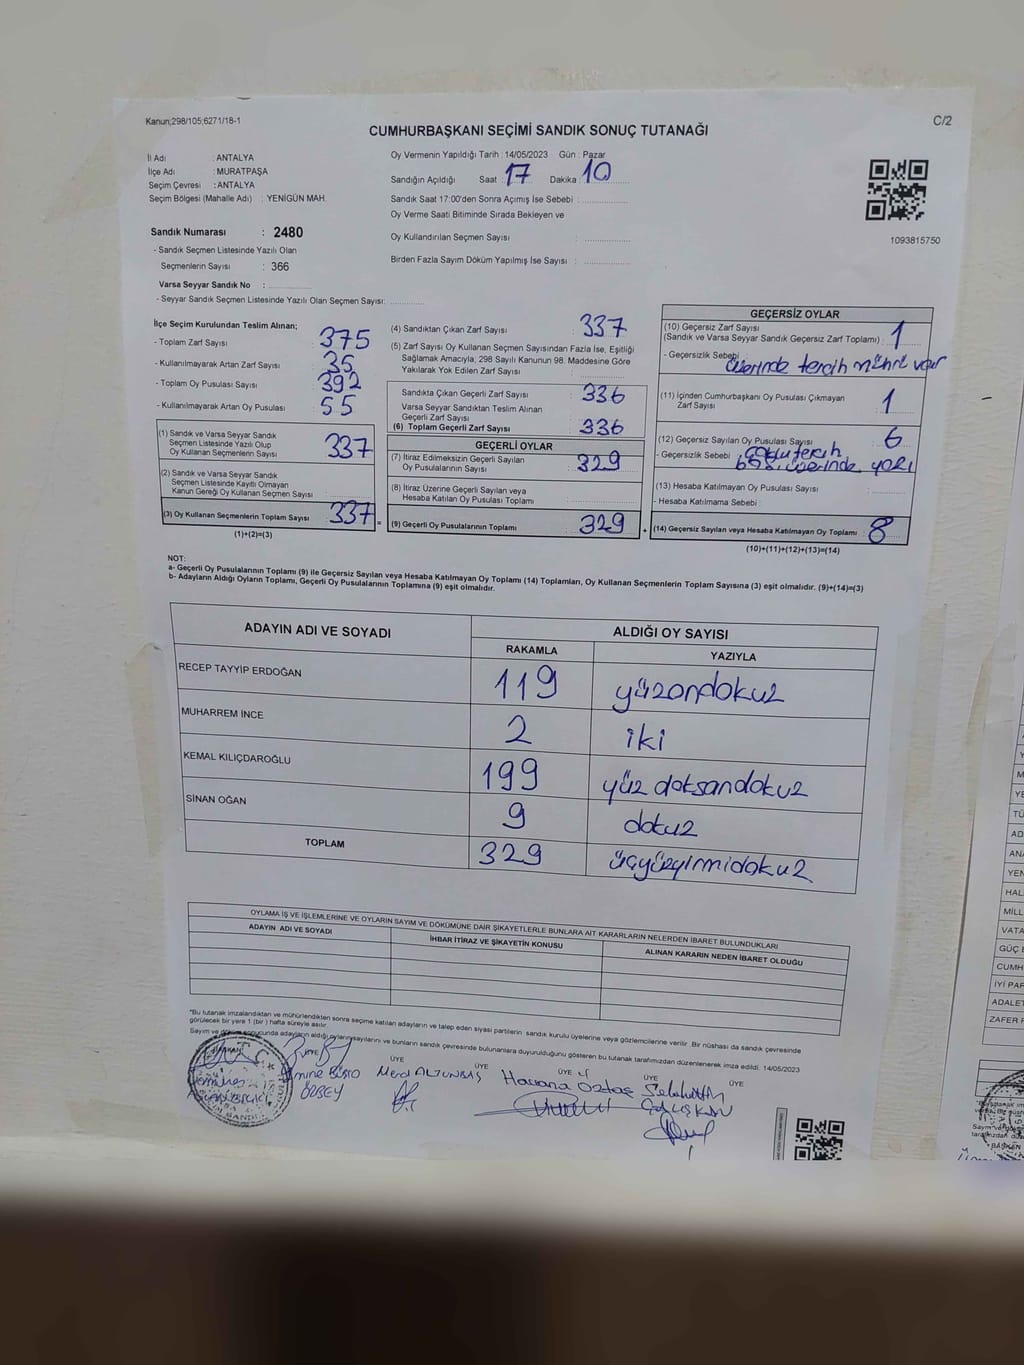 Kanun;298/105;6271/18-1
C/2
CUMHURBAŞKANI SEÇİMİ SANDIK SONUÇ TUTANAĞI
İl Adı : ANTALYA
İlçe Adı : MURATPAŞA
Seçim Çevresi : ANTALYA
Seçim Bölgesi (Mahalle Adı) : YENİGÜN MAH.
Oy Vermenin Yapıldığı Tarih : 14/05/2023 Gün : Pazar
Sandığın Açıldığı Saat : 17 Dakika : 10
Sandık Saat 17:00'den Sonra Açımış İse Sebebi :
Oy Verme Saati Bitiminde Sırada Bekleyen ve
Oy Kullandırılan Seçmen Sayısı :
Birden Fazla Sayım Döküm Yapılmış İse Sayısı :
1093815750
Sandık Numarası : 2480
- Sandık Seçmen Listesinde Yazılı Olan
Seçmenlerin Sayısı : 366
Varsa Seyyar Sandık No :
- Seyyar Sandık Seçmen Listesinde Yazılı Olan Seçmen Sayısı:
İlçe Seçim Kurulundan Teslim Alınan;
- Toplam Zarf Sayısı : 375
- Kullanılmayarak Artan Zarf Sayısı : 35
- Toplam Oy Pusulası Sayısı : 392
- Kullanılmayarak Artan Oy Pusulası : 55
(1) Sandık ve Varsa Seyyar Sandık
Seçmen Listesinde Yazılı Olup
Oy Kullanan Seçmenlerin Sayısı : 337
(2) Sandık ve Varsa Seyyar Sandık
Seçmen Listesinde Kayıtlı Olmayan
Kanun Gereği Oy Kullanan Seçmen Sayısı :
(3) Oy Kullanan Seçmenlerin Toplam Sayısı : 337 =
(1)+(2)=(3)
(4) Sandıktan Çıkan Zarf Sayısı : 337
(5) Zarf Sayısı Oy Kullanan Seçmen Sayısından Fazla İse, Eşitliği
Sağlamak Amacıyla, 298 Sayılı Kanunun 98. Maddesine Göre
Yakılarak Yok Edilen Zarf Sayısı :
Sandıkta Çıkan Geçerli Zarf Sayısı : 336
Varsa Seyyar Sandıktan Teslim Alınan
Geçerli Zarf Sayısı :
(6) Toplam Geçerli Zarf Sayısı : 336
GEÇERLİ OYLAR
(7) İtiraz Edilmeksizin Geçerli Sayılan
Oy Pusulalarının Sayısı : 329
(8) İtiraz Üzerine Geçerli Sayılan veya
Hesaba Katılan Oy Pusulası Toplamı :
(9) Geçerli Oy Pusulalarının Toplamı : 329 +
GEÇERSİZ OYLAR
(10) Geçersiz Zarf Sayısı
(Sandık ve Varsa Seyyar Sandık Geçersiz Zarf Toplamı) : 1
- Geçersizlik Sebebi : üzerinde tercih mührü var
(11) İçinden Cumhurbaşkanı Oy Pusulası Çıkmayan
Zarf Sayısı : 1
(12) Geçersiz Sayılan Oy Pusulası Sayısı : 6
- Geçersizlik Sebebi : çoklu tercih
üzerinde yazı
(13) Hesaba Katılmayan Oy Pusulası Sayısı :
- Hesaba Katılmama Sebebi :
(14) Geçersiz Sayılan veya Hesaba Katılmayan Oy Toplamı : 8
(10)+(11)+(12)+(13)=(14)
NOT:
a- Geçerli Oy Pusulalarının Toplamı (9) ile Geçersiz Sayılan veya Hesaba Katılmayan Oy Toplamı (14) Toplamları, Oy Kullanan Seçmenlerin Toplam Sayısına (3) eşit olmalıdır. (9)+(14)=(3)
b- Adayların Aldığı Oyların Toplamı, Geçerli Oy Pusulalarının Toplamına (9) eşit olmalıdır.
ADAYIN ADI VE SOYADI
ALDIĞI OY SAYISI
RAKAMLA YAZIYLA
RECEP TAYYİP ERDOĞAN 119 yüzondokuz
MUHARREM İNCE 2 iki
KEMAL KILIÇDAROĞLU 199 yüz doksandokuz
SİNAN OĞAN 9 dokuz
TOPLAM 329 üçyüzyirmidokuz
OYLAMA İŞ VE İŞLEMLERİNE VE OYLARIN SAYIM VE DÖKÜMÜNE DAİR ŞİKAYETLERLE BUNLARA AİT KARARLARIN NELERDEN İBARET BULUNDUKLARI
ADAYIN ADI VE SOYADI İHBAR İTİRAZ VE ŞİKAYETİN KONUSU ALINAN KARARIN NEDEN İBARET OLDUĞU
"Bu tutanak imzalandıktan ve mühürlendikten sonra seçime katılan adayların ve talep eden siyasi partilerin sandık kurulu üyelerine veya gözlemcilerine verilir. Bir nüshası da sandık çevresinde
görülecek bir yere 1 (bir) hafta süreyle asılır.
Sayım ve döküm sonucunda adayların aldığı oyların sayılarını ve bunların sandık çevresinde bulunanlara duyurulduğunu gösteren bu tutanak tarafımızdan düzenlenerek imza edildi. 14/05/2023
ÜYE ÜYE ÜYE ÜYE ÜYE
Meral ALTUNBAŞ
ÖZBEY
Selahattin
ÇALIŞKAN